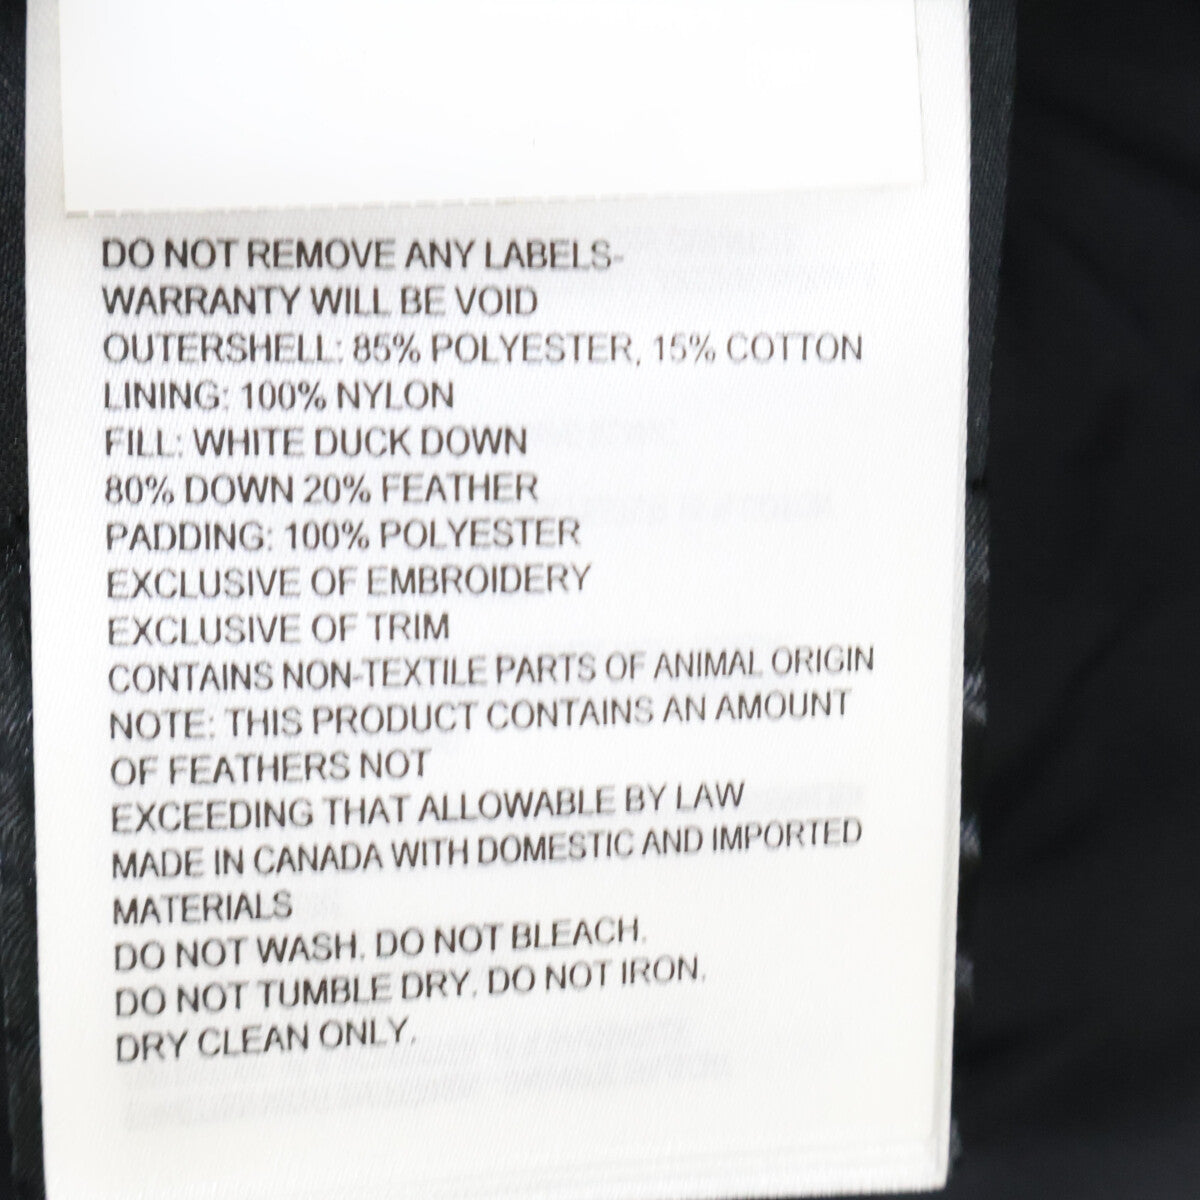 DO NOT REMOVE ANY LABELS-
WARRANTY WILL BE VOID
OUTERSHELL: 85% POLYESTER, 15% COTTON
LINING: 100% NYLON
FILL: WHITE DUCK DOWN
80% DOWN 20% FEATHER
PADDING: 100% POLYESTER
EXCLUSIVE OF EMBROIDERY
EXCLUSIVE OF TRIM
CONTAINS NON-TEXTILE PARTS OF ANIMAL ORIGIN
NOTE: THIS PRODUCT CONTAINS AN AMOUNT
OF FEATHERS NOT
EXCEEDING THAT ALLOWABLE BY LAW
MADE IN CANADA WITH DOMESTIC AND IMPORTED
MATERIALS
DO NOT WASH. DO NOT BLEACH.
DO NOT TUMBLE DRY. DO NOT IRON.
DRY CLEAN ONLY.